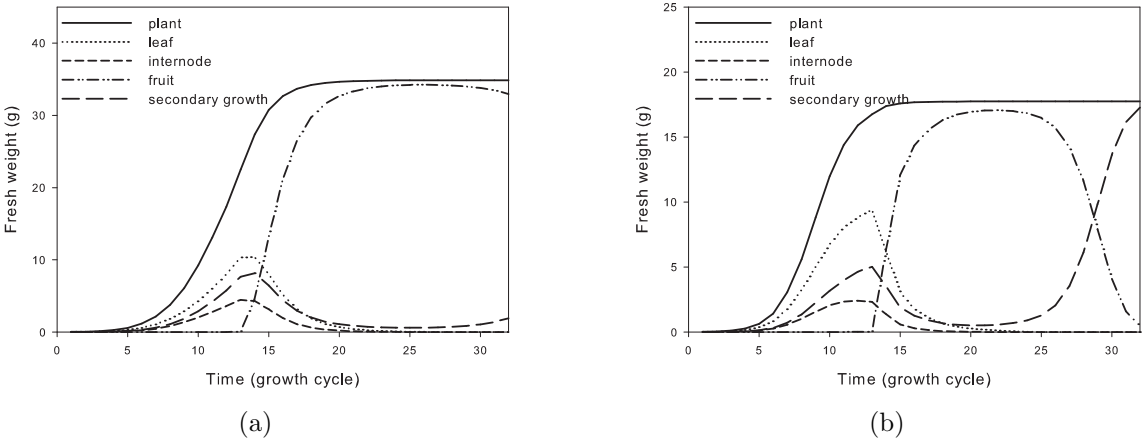 plant
leaf
internode
fruit
secondary growth
40
30
20
10
0
Fresh weight (g)
0 5 10 15 20 25 30
Time (growth cycle)
(a)
plant
leaf
internode
fruit
secondary growth
25
20
15
10
5
0
Fresh weight (g)
0 5 10 15 20 25 30
Time (growth cycle)
(b)